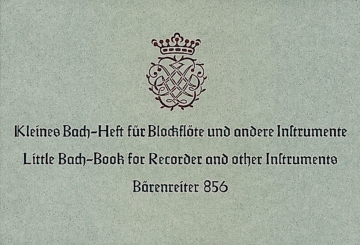 Kleines Bach-Heft für Blockflöte und andere Instrumente
Little Bach-Book for Recorder and other Instruments
Bärenreiter 856